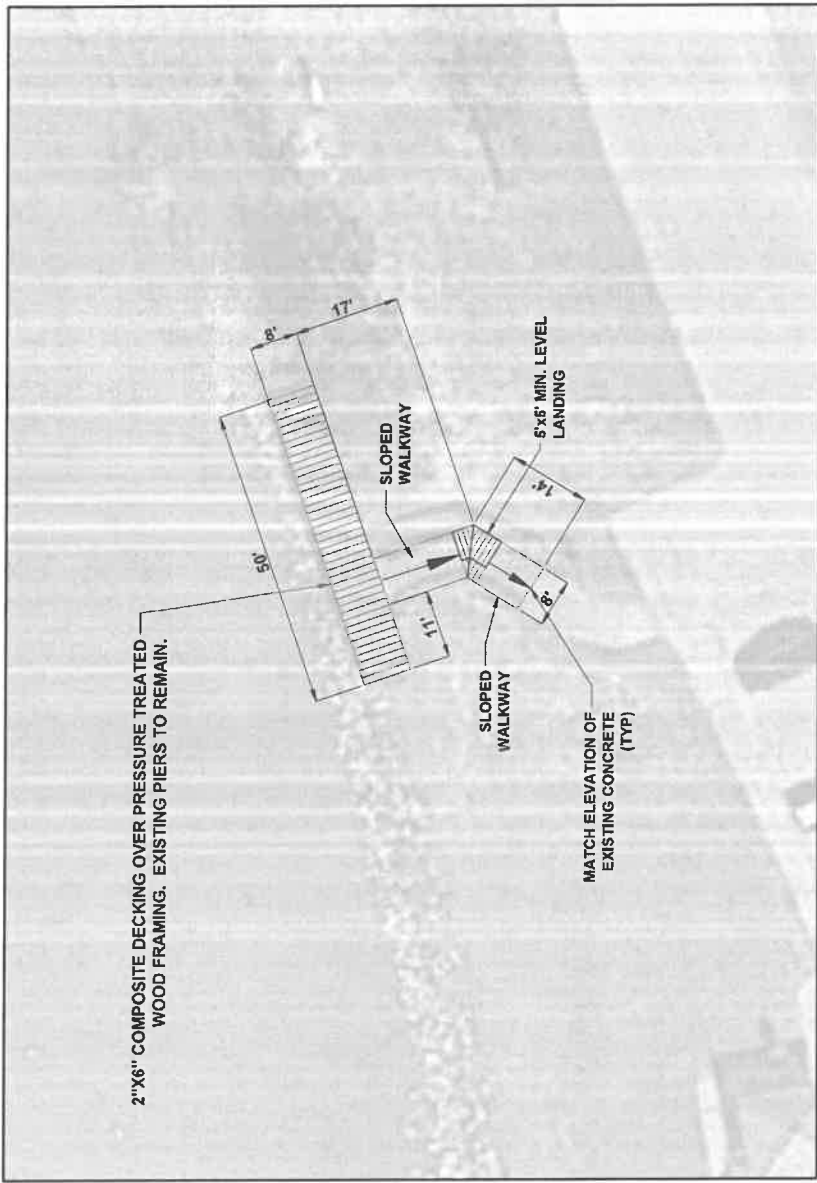 2"X6" COMPOSITE DECKING OVER PRESSURE TREATED
WOOD FRAMING. EXISTING PIERS TO REMAIN.
50'
8'
17'
SLOPED
WALKWAY
11'
5'x5' MIN. LEVEL
LANDING
14'
8'
SLOPED
WALKWAY
MATCH ELEVATION OF
EXISTING CONCRETE
(TYP)